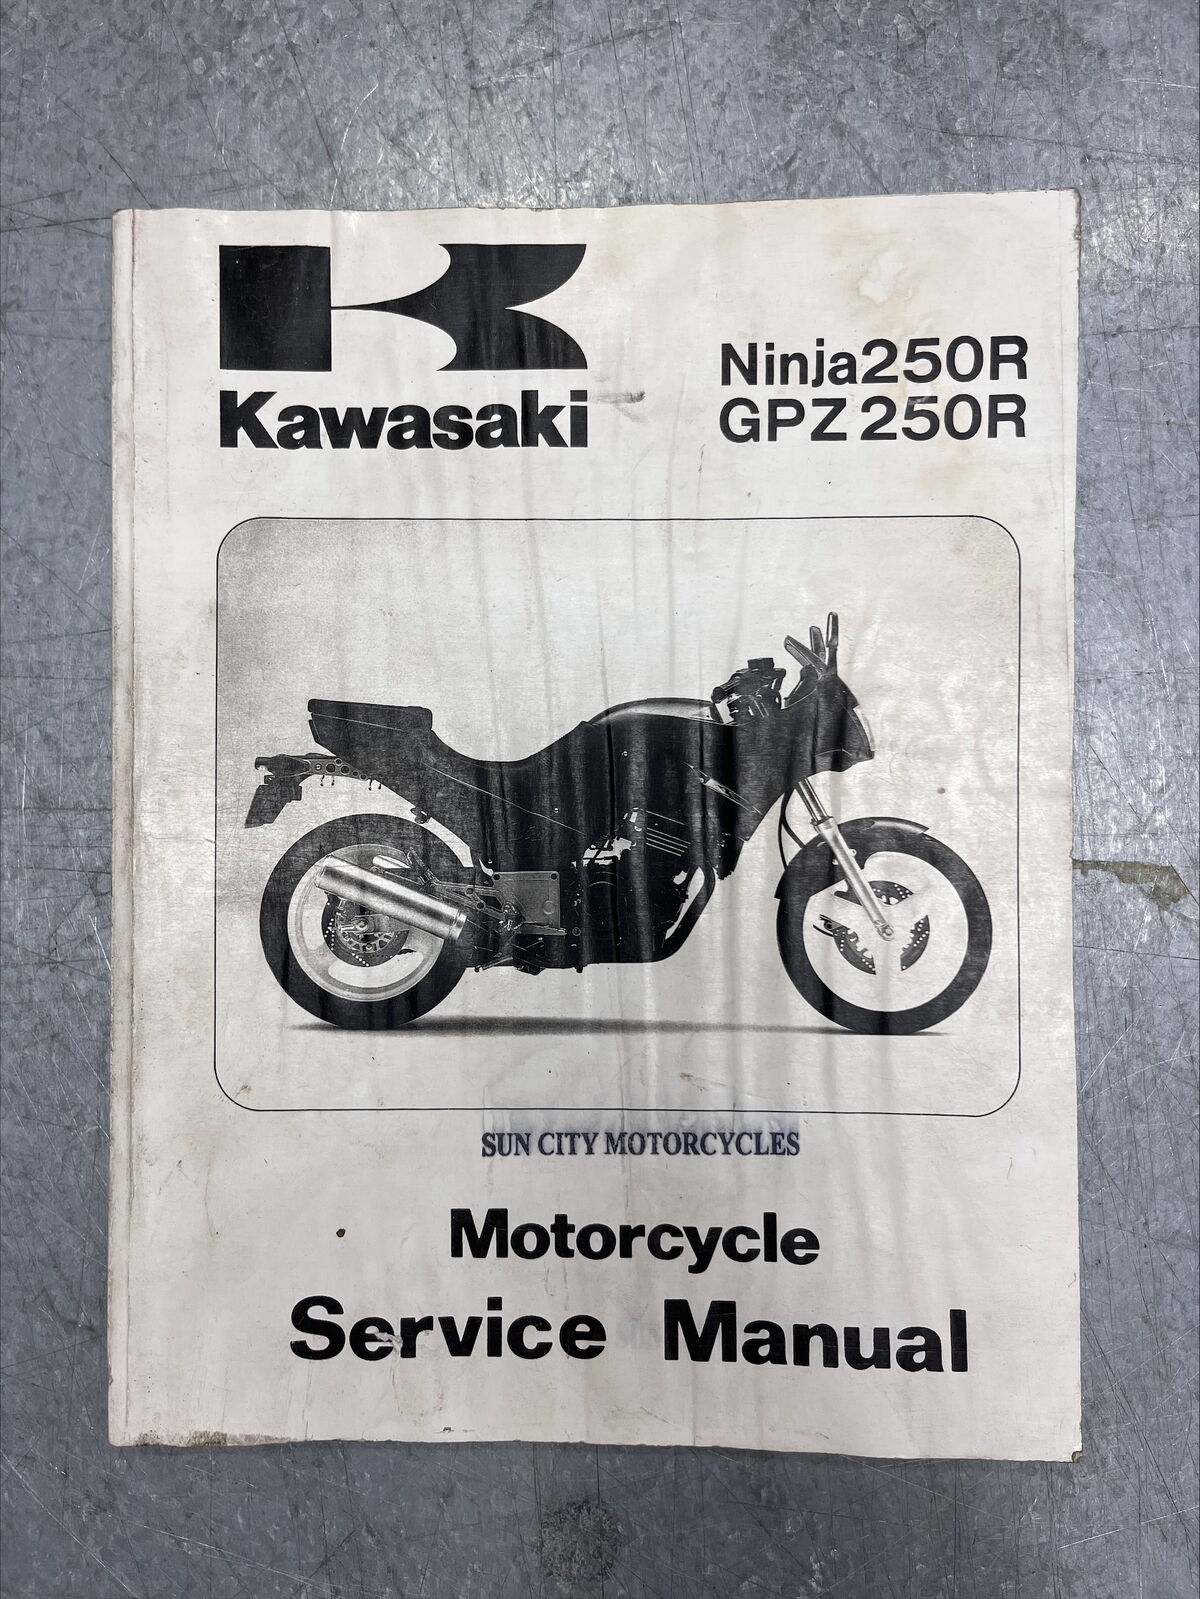 Kawasaki
Ninja250R
GPZ250R
SUN CITY MOTORCYCLES
Motorcycle
Service Manual